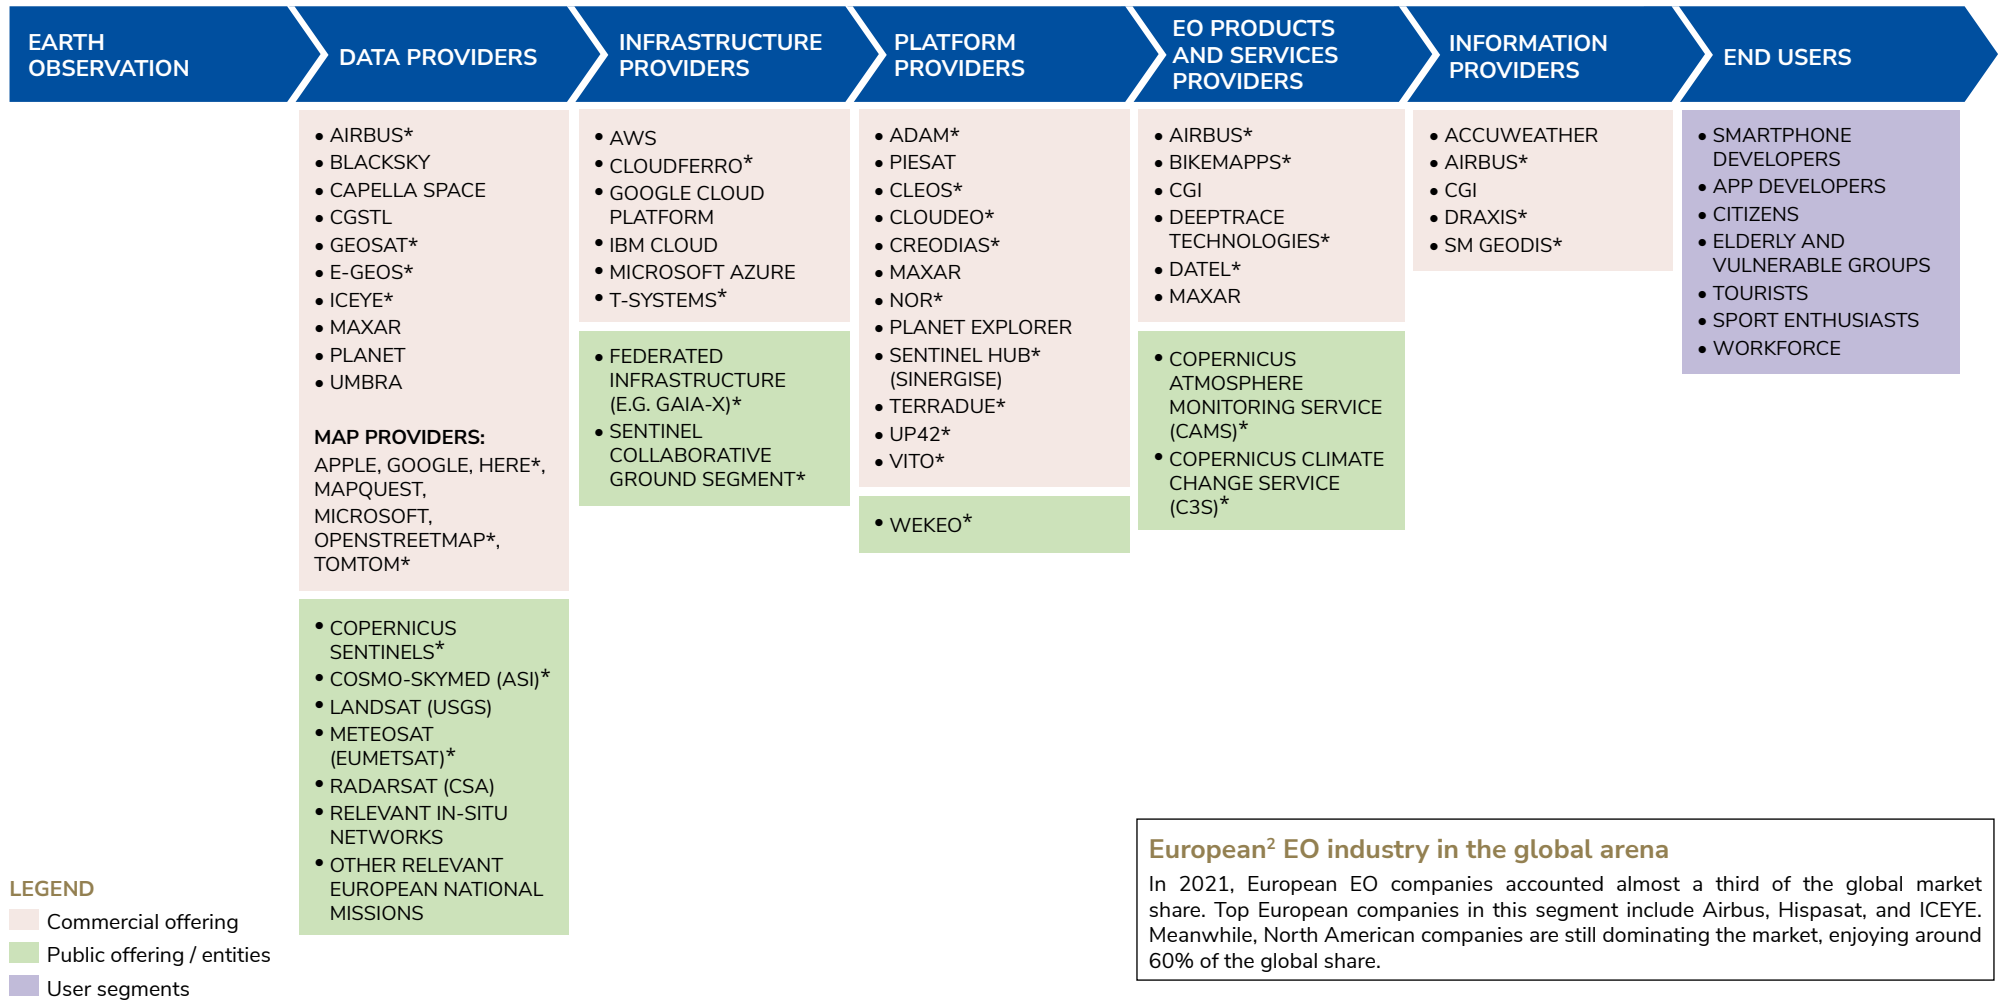 EARTH
OBSERVATION
DATA PROVIDERS
INFRASTRUCTURE
PROVIDERS
PLATFORM
PROVIDERS
EO PRODUCTS
AND SERVICES
PROVIDERS
INFORMATION
PROVIDERS
END USERS
• AIRBUS*
• BLACKSKY
• CAPELLA SPACE
• CGSTL
• GEOSAT*
• E-GEOS*
• ICEYE*
• MAXAR
• PLANET
• UMBRA
MAP PROVIDERS:
APPLE, GOOGLE, HERE*,
MAPQUEST,
MICROSOFT,
OPENSTREETMAP*,
TOMTOM*
• COPERNICUS
SENTINELS*
• COSMO-SKYMED (ASI)*
• LANDSAT (USGS)
• METEOSAT
(EUMETSAT)*
• RADARSAT (CSA)
• RELEVANT IN-SITU
NETWORKS
• OTHER RELEVANT
EUROPEAN NATIONAL
MISSIONS
• AWS
• CLOUDFERRO*
• GOOGLE CLOUD
PLATFORM
• IBM CLOUD
• MICROSOFT AZURE
• T-SYSTEMS*
• FEDERATED
INFRASTRUCTURE
(E.G. GAIA-X)*
• SENTINEL
COLLABORATIVE
GROUND SEGMENT*
• ADAM*
• PIESAT
• CLEOS*
• CLOUDEO*
• CREODIAS*
• MAXAR
• NOR*
• PLANET EXPLORER
• SENTINEL HUB*
(SINERGISE)
• TERRADUE*
• UP42*
• VITO*
• WEKEO*
• AIRBUS*
• BIKEMAPPS*
• CGI
• DEEPTRACE
TECHNOLOGIES*
• DATEL*
• MAXAR
• COPERNICUS
ATMOSPHERE
MONITORING SERVICE
(CAMS)*
• COPERNICUS CLIMATE
CHANGE SERVICE
(C3S)*
• ACCUWEATHER
• AIRBUS*
• CGI
• DRAXIS*
• SM GEODIS*
• SMARTPHONE
DEVELOPERS
• APP DEVELOPERS
• CITIZENS
• ELDERLY AND
VULNERABLE GROUPS
• TOURISTS
• SPORT ENTHUSIASTS
• WORKFORCE
LEGEND
Commercial offering
Public offering / entities
User segments
European² EO industry in the global arena
In 2021, European EO companies accounted almost a third of the global market
share. Top European companies in this segment include Airbus, Hispasat, and ICEYE.
Meanwhile, North American companies are still dominating the market, enjoying around
60% of the global share.